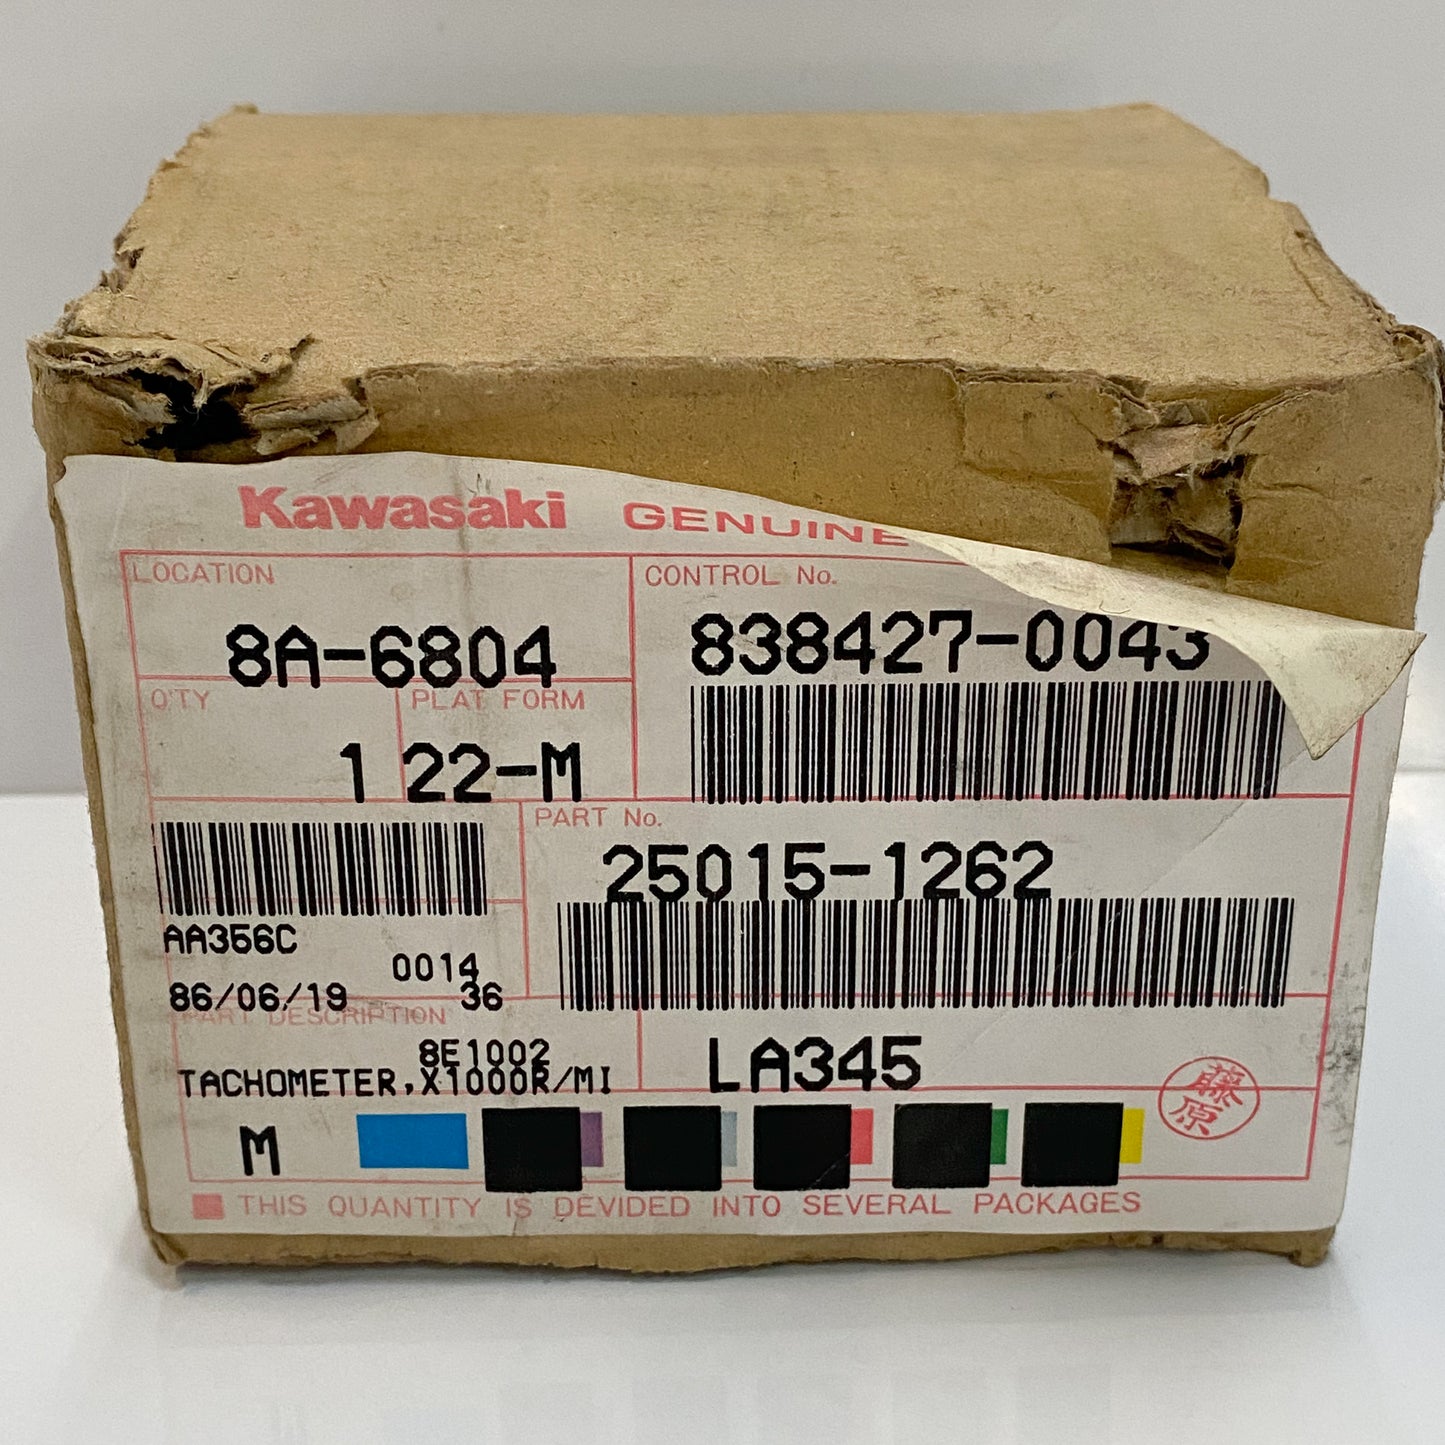 Kawasaki GENUINE
LOCATION
8A-6804
CONTROL No.
838427-0043
Q'TY
1
PLAT FORM
22-M
PART No.
25015-1262
AA356C
0014
86/06/19 36
PART DESCRIPTION
8E1002
TACHOMETER,X1000R/MI
LA345
藤原
M
THIS QUANTITY IS DEVIDED INTO SEVERAL PACKAGES